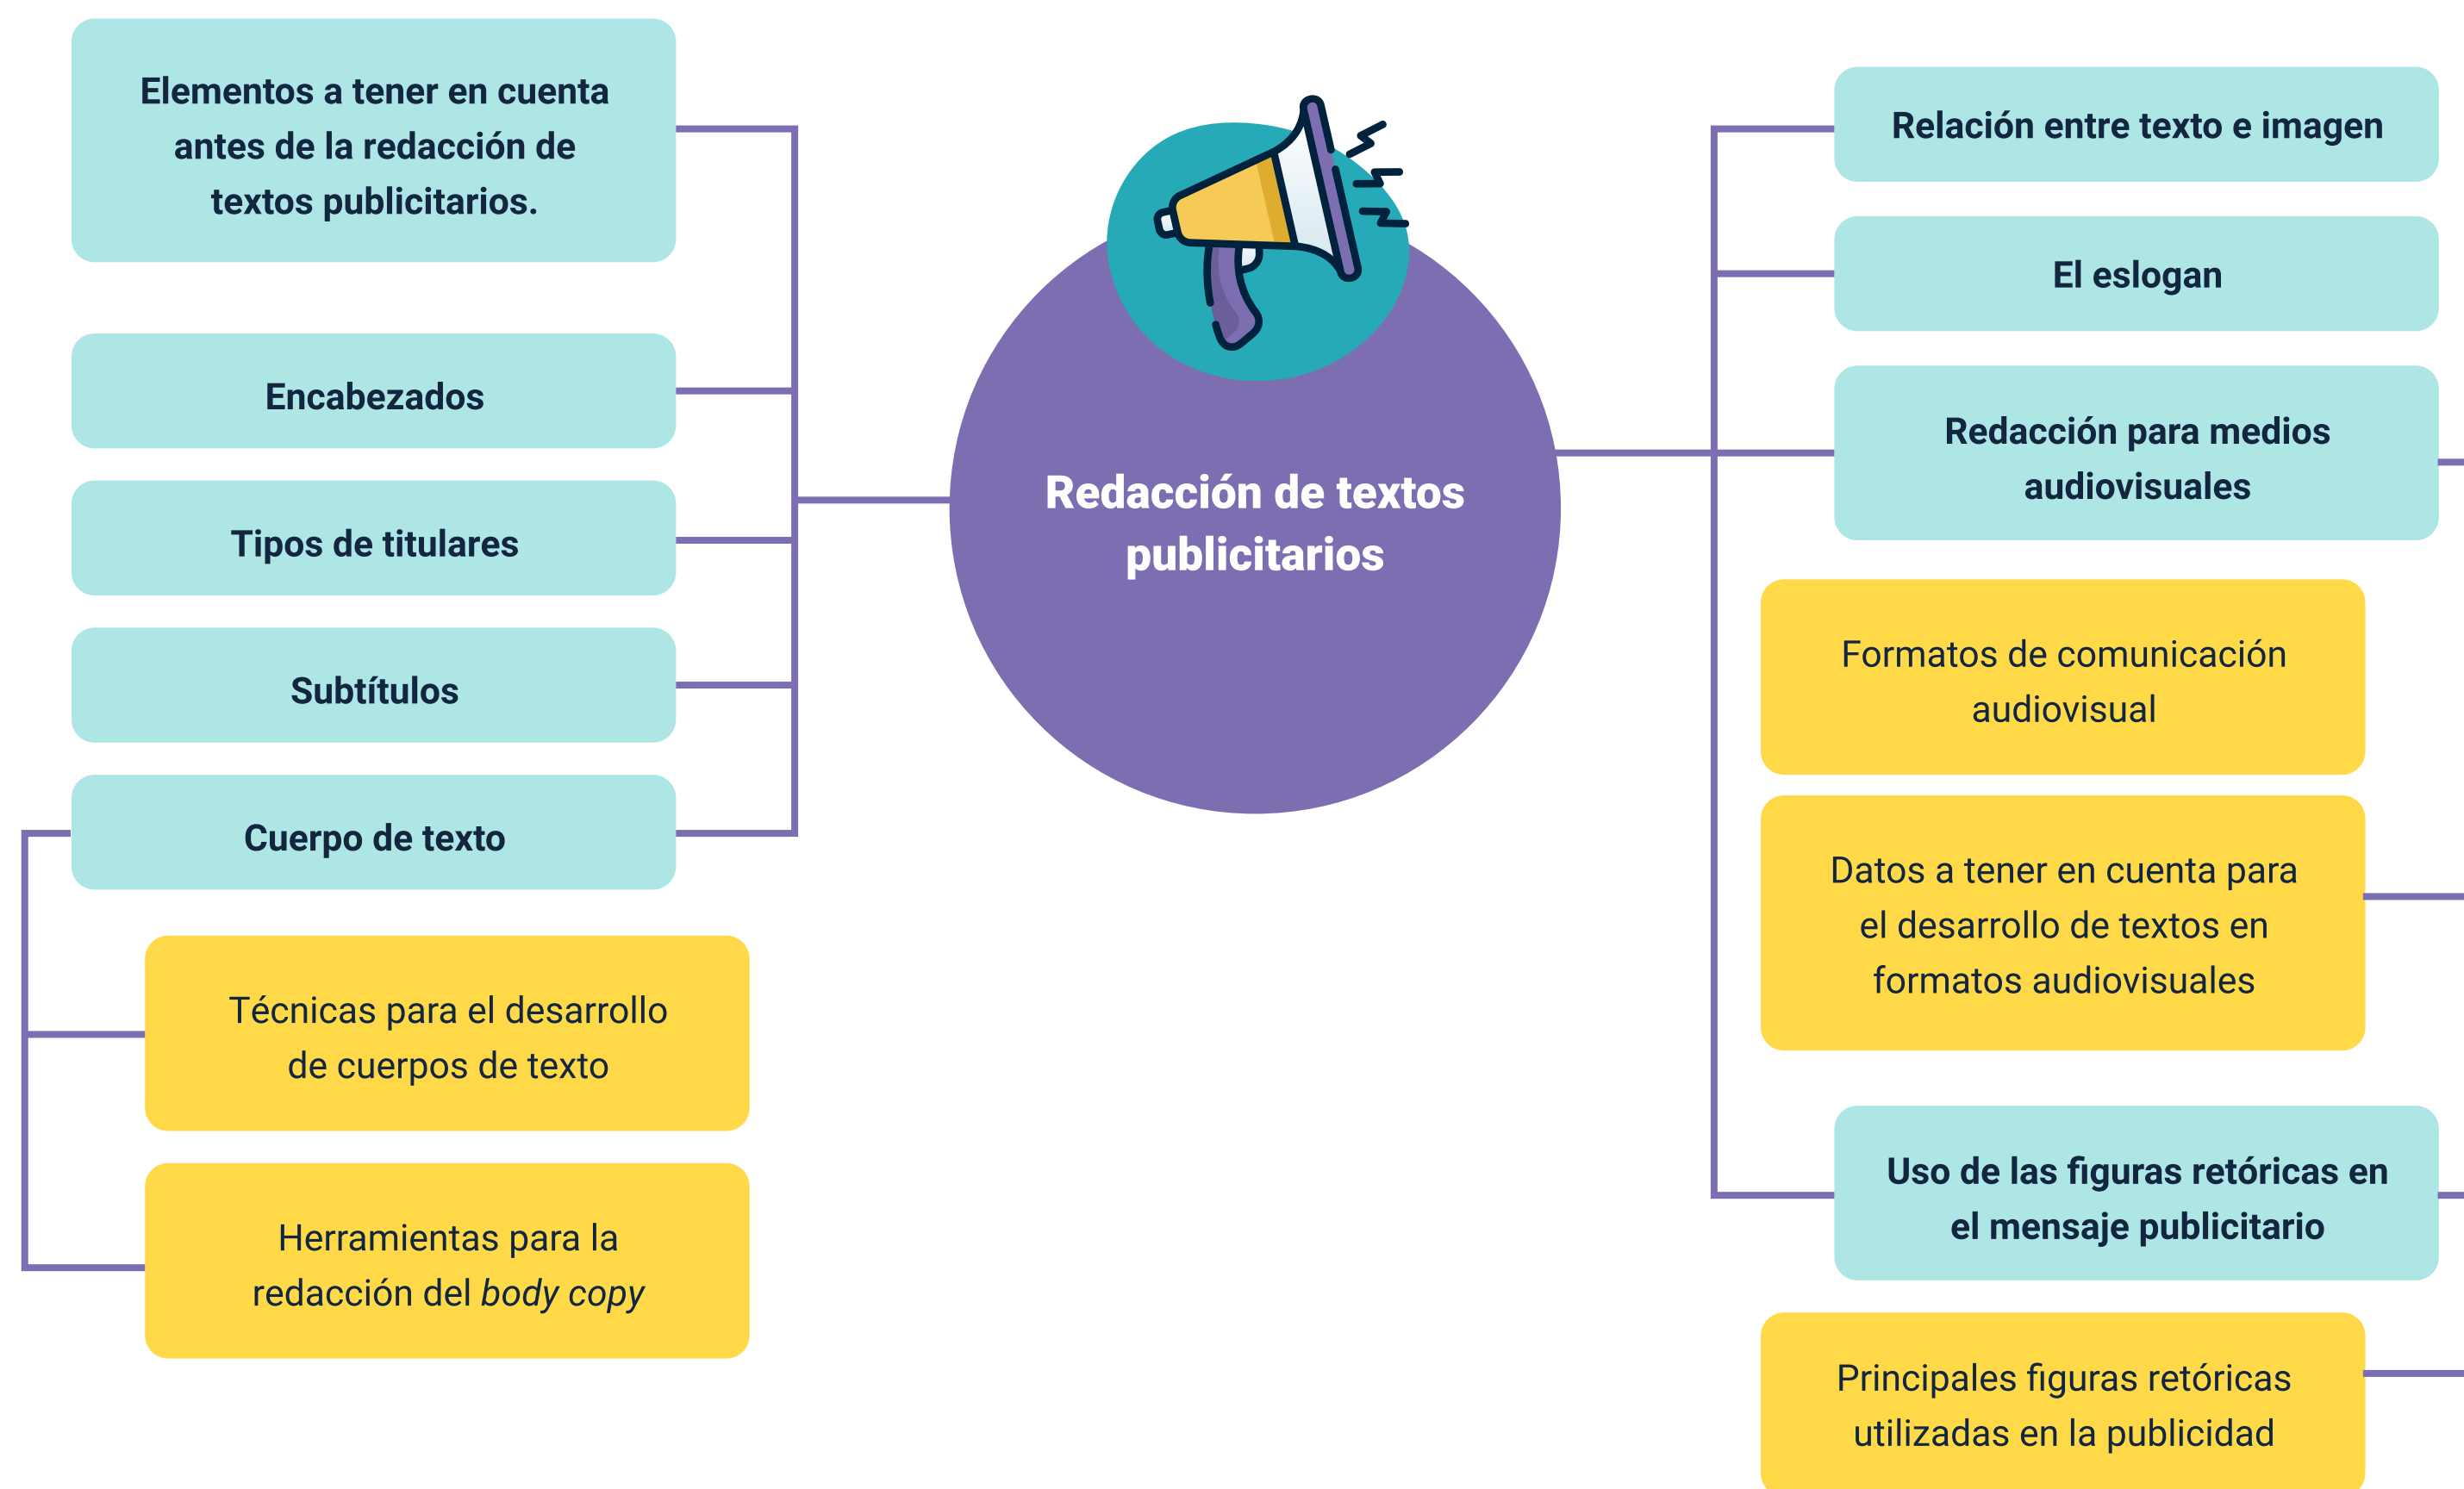 Elementos a tener en cuenta
antes de la redacción de
textos publicitarios.
Encabezados
Tipos de titulares
Subtítulos
Cuerpo de texto
Técnicas para el desarrollo
de cuerpos de texto
Herramientas para la
redacción del body copy
Redacción de textos
publicitarios
Relación entre texto e imagen
El eslogan
Redacción para medios
audiovisuales
Formatos de comunicación
audiovisual
Datos a tener en cuenta para
el desarrollo de textos en
formatos audiovisuales
Uso de las figuras retóricas en
el mensaje publicitario
Principales figuras retóricas
utilizadas en la publicidad